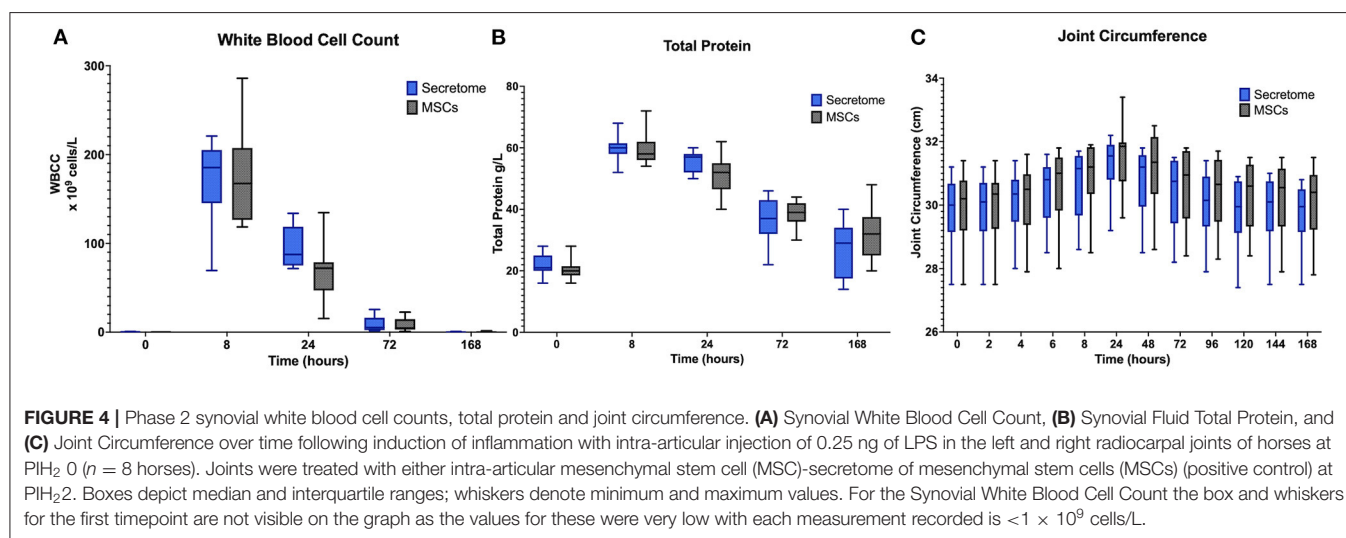 A
White Blood Cell Count
300
200
100
0
WBCC
x 10⁹ cells/L
Secretome
MSCs
0 8 24 72 168
Time (hours)
B
Total Protein
80
60
40
20
0
Total Protein g/L
Secretome
MSCs
0 8 24 72 168
Time (hours)
C
Joint Circumference
34
32
30
28
26
Joint Circumference (cm)
Secretome
MSCs
0 2 4 6 8 24 48 72 96 120 144 168
Time (hours)
FIGURE 4 | Phase 2 synovial white blood cell counts, total protein and joint circumference. (A) Synovial White Blood Cell Count, (B) Synovial Fluid Total Protein, and
(C) Joint Circumference over time following induction of inflammation with intra-articular injection of 0.25 ng of LPS in the left and right radiocarpal joints of horses at
PIH₂ 0 (n = 8 horses). Joints were treated with either intra-articular mesenchymal stem cell (MSC)-secretome of mesenchymal stem cells (MSCs) (positive control) at
PIH₂2. Boxes depict median and interquartile ranges; whiskers denote minimum and maximum values. For the Synovial White Blood Cell Count the box and whiskers
for the first timepoint are not visible on the graph as the values for these were very low with each measurement recorded is <1 × 10⁹ cells/L.